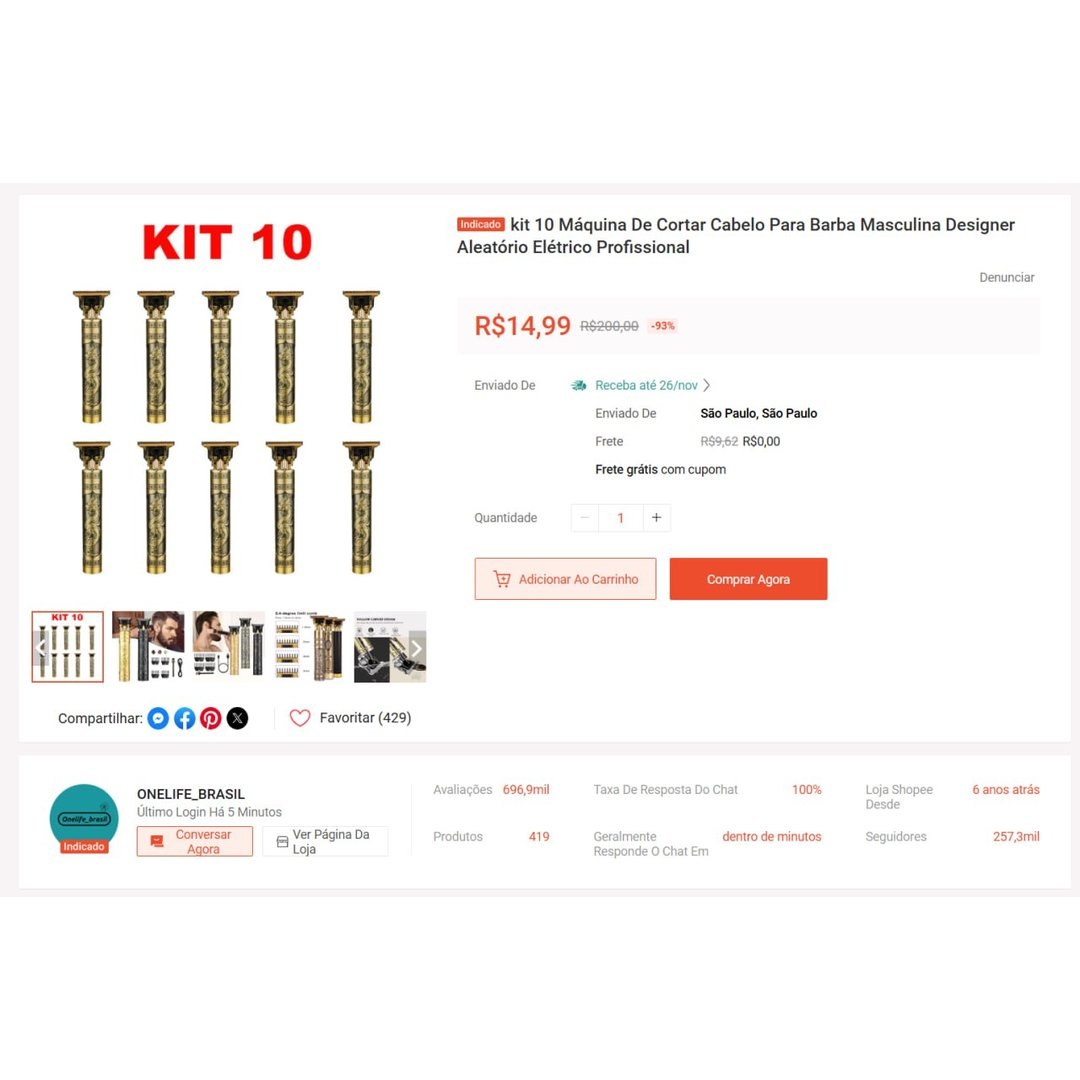 KIT 10
Indicado kit 10 Máquina De Cortar Cabelo Para Barba Masculina Designer
Aleatório Elétrico Profissional
Denunciar
R$14,99 R$200,00 -93%
Enviado De Receba até 26/nov
Enviado De São Paulo, São Paulo
Frete R$9,62 R$0,00
Frete grátis com cupom
Quantidade − 1 +
Adicionar Ao Carrinho Comprar Agora
KIT 10
Compartilhar: Favoritar (429)
ONELIFE_BRASIL
Último Login Há 5 Minutos
Onelife_brasil
Indicado
Conversar
Agora
Ver Página Da
Loja
Avaliações 696,9mil
Produtos 419
Taxa De Resposta Do Chat 100%
Geralmente
Responde O Chat Em
dentro de minutos
Loja Shopee
Desde
6 anos atrás
Seguidores 257,3mil